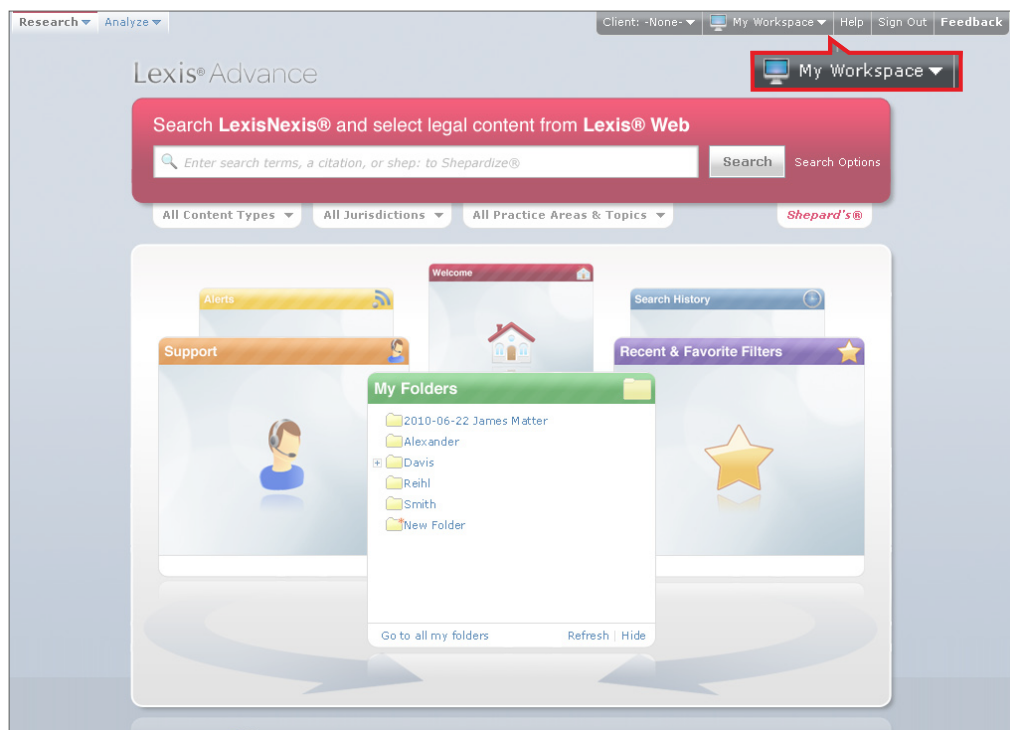 Research Analyze Client: -None- My Workspace Help Sign Out Feedback
My Workspace
Lexis® Advance
Search LexisNexis® and select legal content from Lexis® Web
Enter search terms, a citation, or shep: to Shepardize® Search Search Options
All Content Types All Jurisdictions All Practice Areas & Topics Shepard's®
Welcome
Alerts Search History
Support Recent & Favorite Filters
My Folders
2010-06-22 James Matter
Alexander
Davis
Reihl
Smith
New Folder
Go to all my folders Refresh | Hide